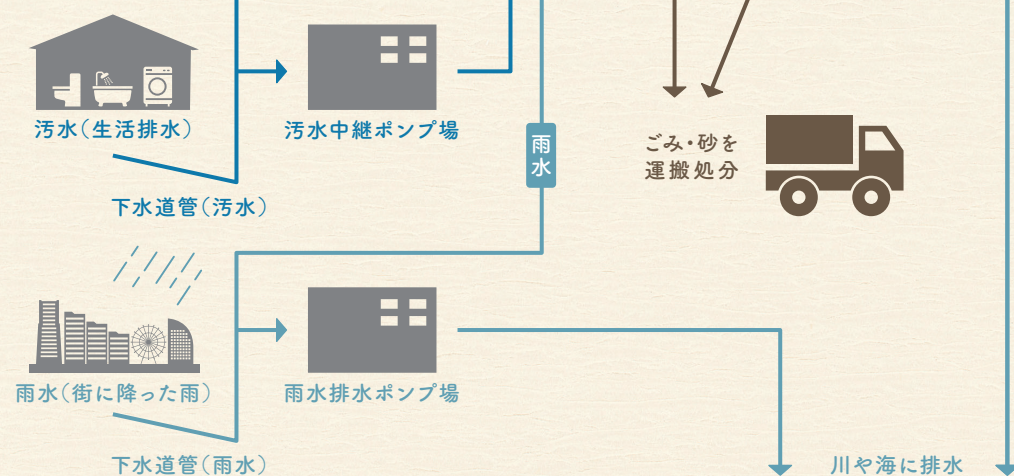 汚水（生活排水）
汚水中継ポンプ場
雨水
ごみ・砂を
運搬処分
下水道管（汚水）
雨水（街に降った雨）
雨水排水ポンプ場
下水道管（雨水）
川や海に排水